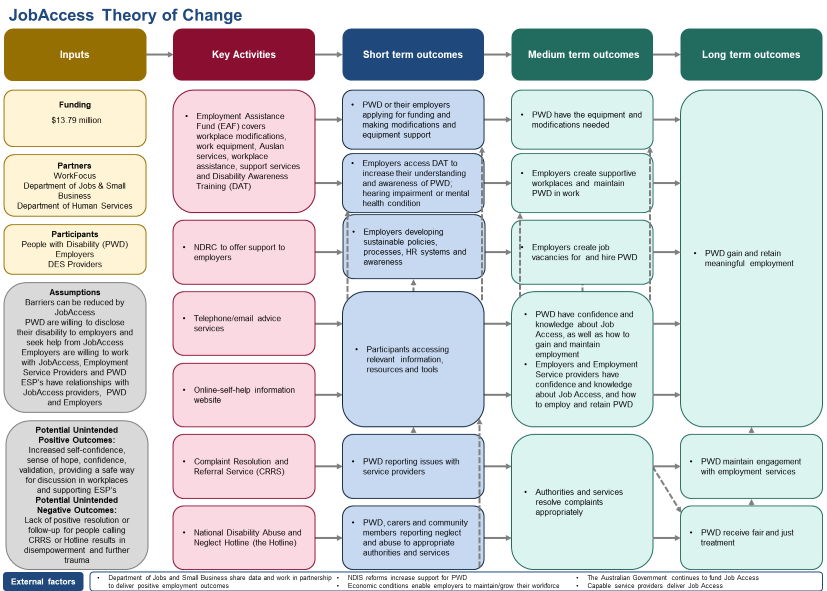 JobAccess Theory of Change
Inputs
Key Activities
Short term outcomes
Medium term outcomes
Long term outcomes
Funding
$13.79 million
Partners
WorkFocus
Department of Jobs & Small
Business
Department of Human Services
Participants
People with Disability (PWD)
Employers
DES Providers
Assumptions
Barriers can be reduced by
JobAccess
PWD are willing to disclose
their disability to employers and
seek help from JobAccess
Employers are willing to work
with JobAccess, Employment
Service Providers and PWD
ESP's have relationships with
JobAccess providers, PWD
and Employers
Potential Unintended
Positive Outcomes:
Increased self-confidence,
sense of hope, confidence,
validation, providing a safe way
for discussion in workplaces
and supporting ESP's
Potential Unintended
Negative Outcomes:
Lack of positive resolution or
follow-up for people calling
CRRS or Hotline results in
disempowerment and further
trauma
• Employment Assistance
Fund (EAF) covers
workplace modifications,
work equipment, Auslan
services, workplace
assistance, support services
and Disability Awareness
Training (DAT)
• NDRC to offer support to
employers
• Telephone/email advice
services
• Online-self-help information
website
• Complaint Resolution and
Referral Service (CRRS)
• National Disability Abuse and
Neglect Hotline (the Hotline)
• PWD or their employers
applying for funding and
making modifications and
equipment support
• Employers access DAT to
increase their understanding
and awareness of PWD;
hearing impairment or mental
health condition
• Employers developing
sustainable policies,
processes, HR systems and
awareness
• Participants accessing
relevant information,
resources and tools
• PWD reporting issues with
service providers
• PWD, carers and community
members reporting neglect
and abuse to appropriate
authorities and services
• PWD have the equipment and
modifications needed
• Employers create supportive
workplaces and maintain
PWD in work
• Employers create job
vacancies for and hire PWD
• PWD have confidence and
knowledge about Job
Access, as well as how to
gain and maintain
employment
• Employers and Employment
Service providers have
confidence and knowledge
about Job Access, and how
to employ and retain PWD
• Authorities and services
resolve complaints
appropriately
• PWD gain and retain
meaningful employment
• PWD maintain engagement
with employment services
• PWD receive fair and just
treatment
External factors
• Department of Jobs and Small Business share data and work in partnership
to deliver positive employment outcomes
• NDIS reforms increase support for PWD
• Economic conditions enable employers to maintain/grow their workforce
• The Australian Government continues to fund Job Access
• Capable service providers deliver Job Access